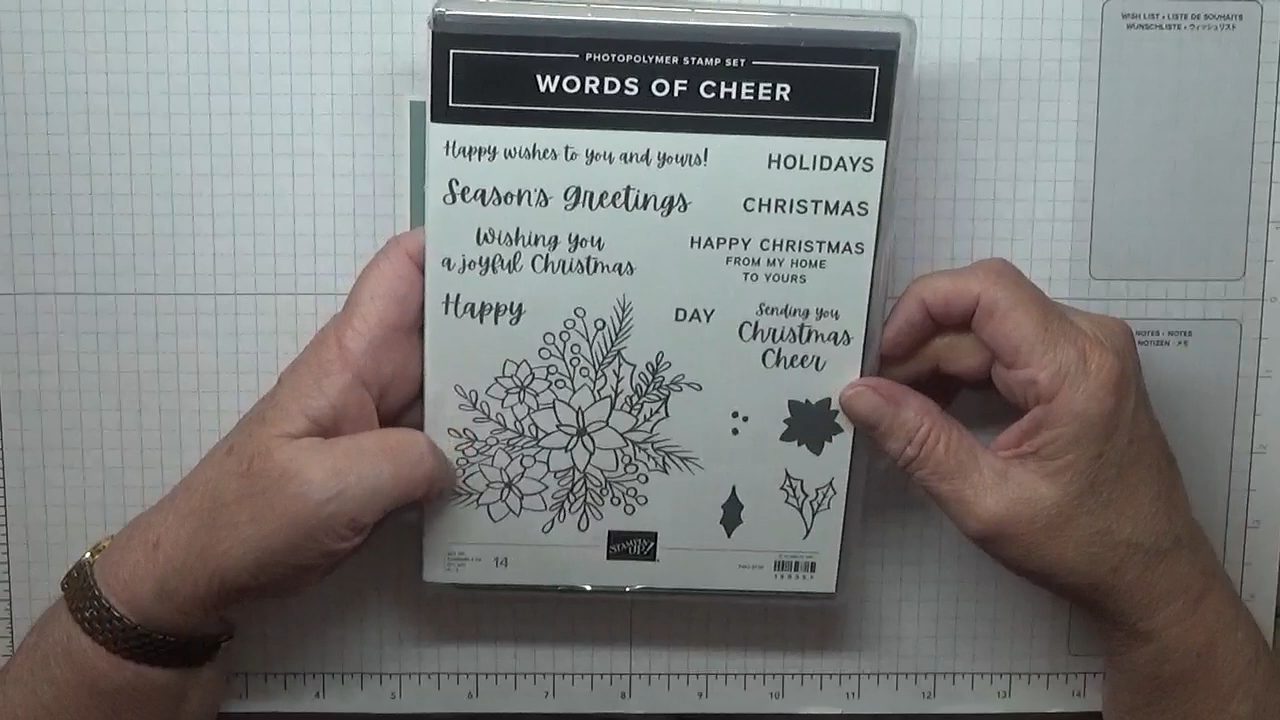 WISH LIST • LISTE DE SOUHAITS
WUNSCHLISTE • ウィッシュリスト
PHOTOPOLYMER STAMP SET
WORDS OF CHEER
Happy wishes to you and yours!
HOLIDAYS
Season's greetings
CHRISTMAS
Wishing you
a joyful Christmas
HAPPY CHRISTMAS
FROM MY HOME
TO YOURS
Happy
DAY
Sending you
Christmas
Cheer
NOTES • NOTES
NOTIZEN • メモ
STAMPIN' UP!
14
4 5 6 7 8 9 10 11 12 13 14